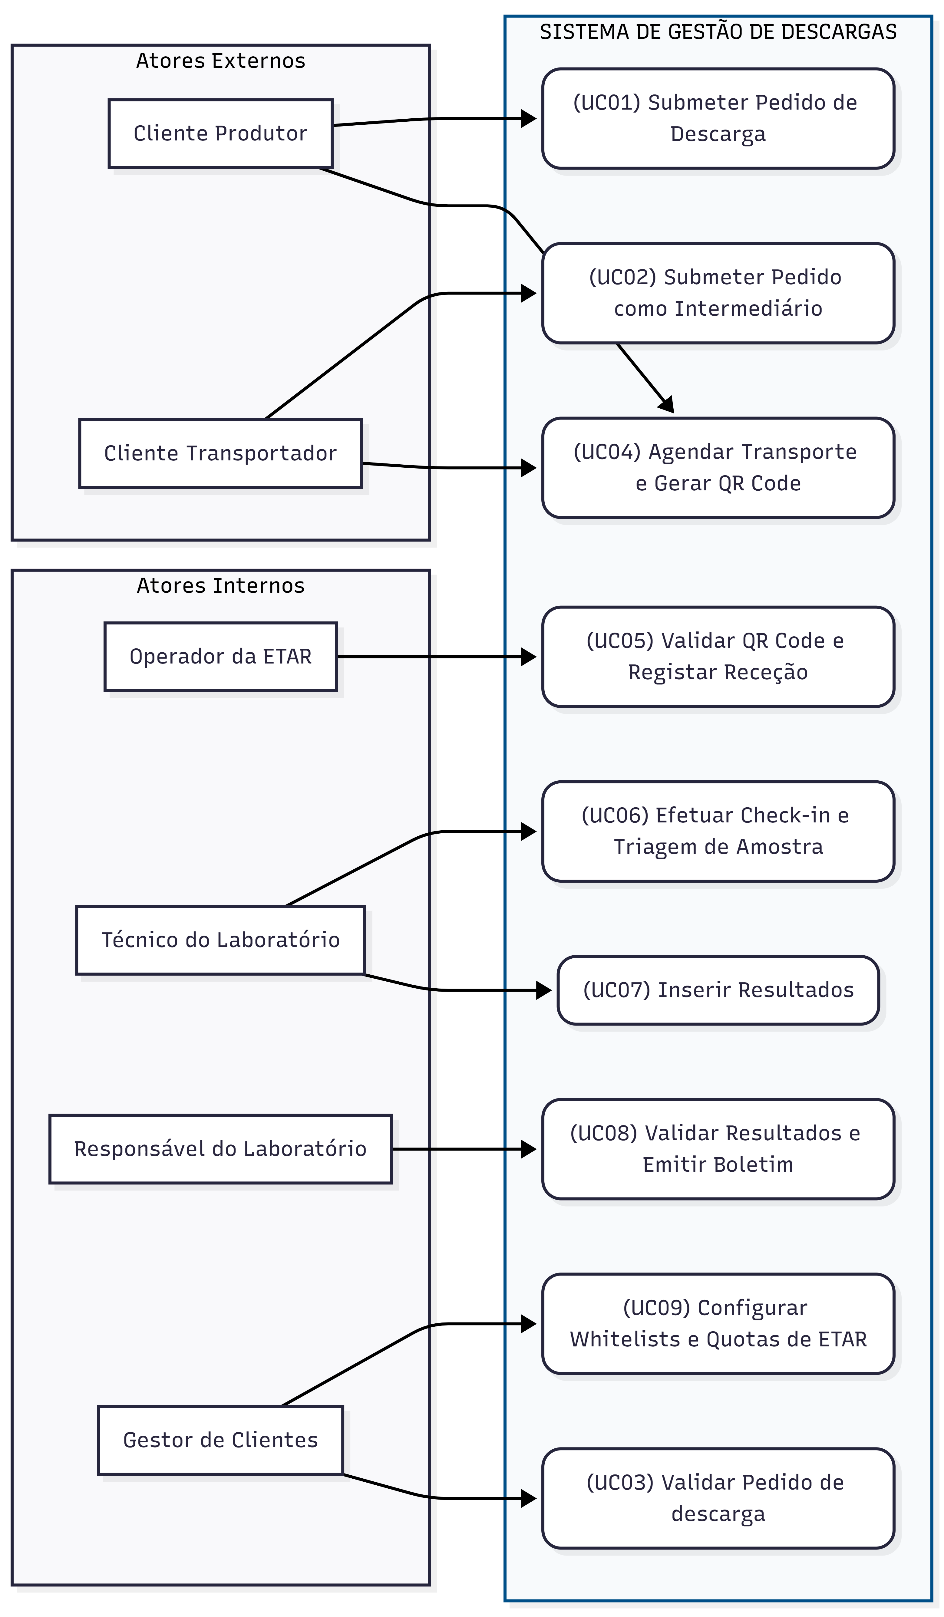 SISTEMA DE GESTÃO DE DESCARGAS
Atores Externos
Cliente Produtor
(UC01) Submeter Pedido de
Descarga
(UC02) Submeter Pedido
como Intermediário
Cliente Transportador
(UC04) Agendar Transporte
e Gerar QR Code
Atores Internos
Operador da ETAR
(UC05) Validar QR Code e
Registar Receção
(UC06) Efetuar Check-in e
Triagem de Amostra
Técnico do Laboratório
(UC07) Inserir Resultados
Responsável do Laboratório
(UC08) Validar Resultados e
Emitir Boletim
(UC09) Configurar
Whitelists e Quotas de ETAR
Gestor de Clientes
(UC03) Validar Pedido de
descarga